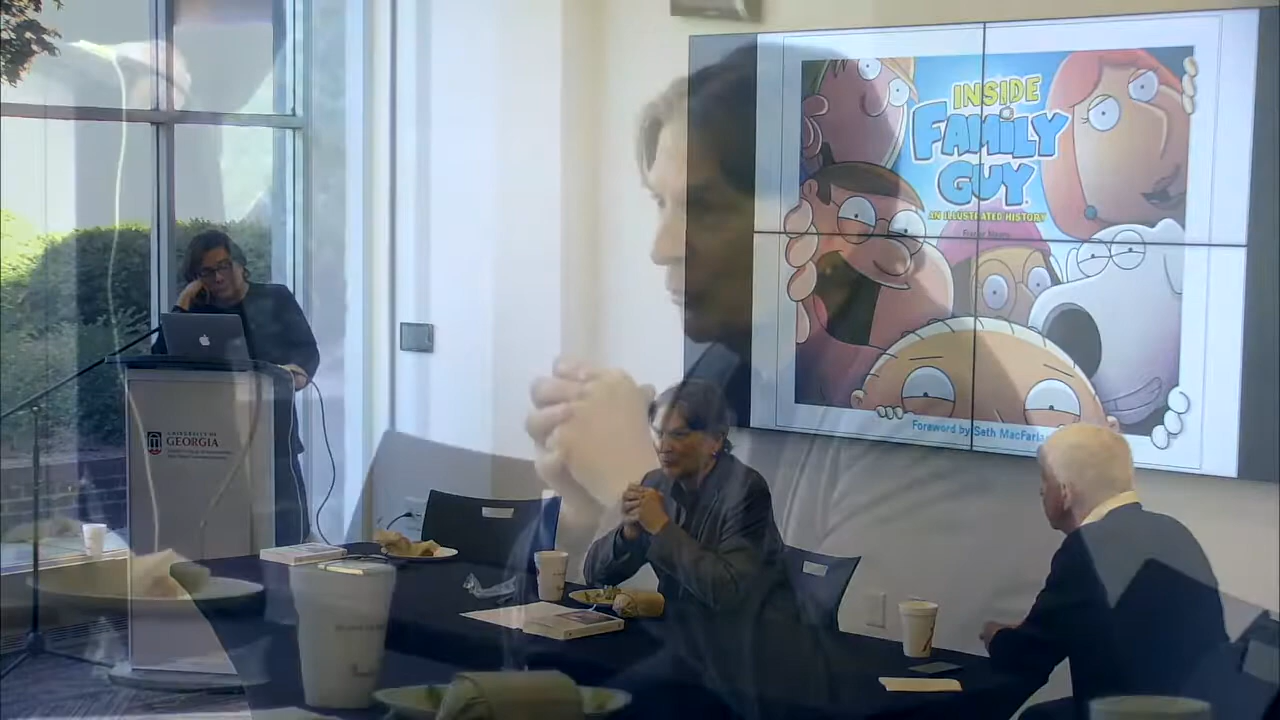 INSIDE
FAMILY
GUY
AN ILLUSTRATED HISTORY
Foreword by Seth MacFarla
UNIVERSITY OF
GEORGIA